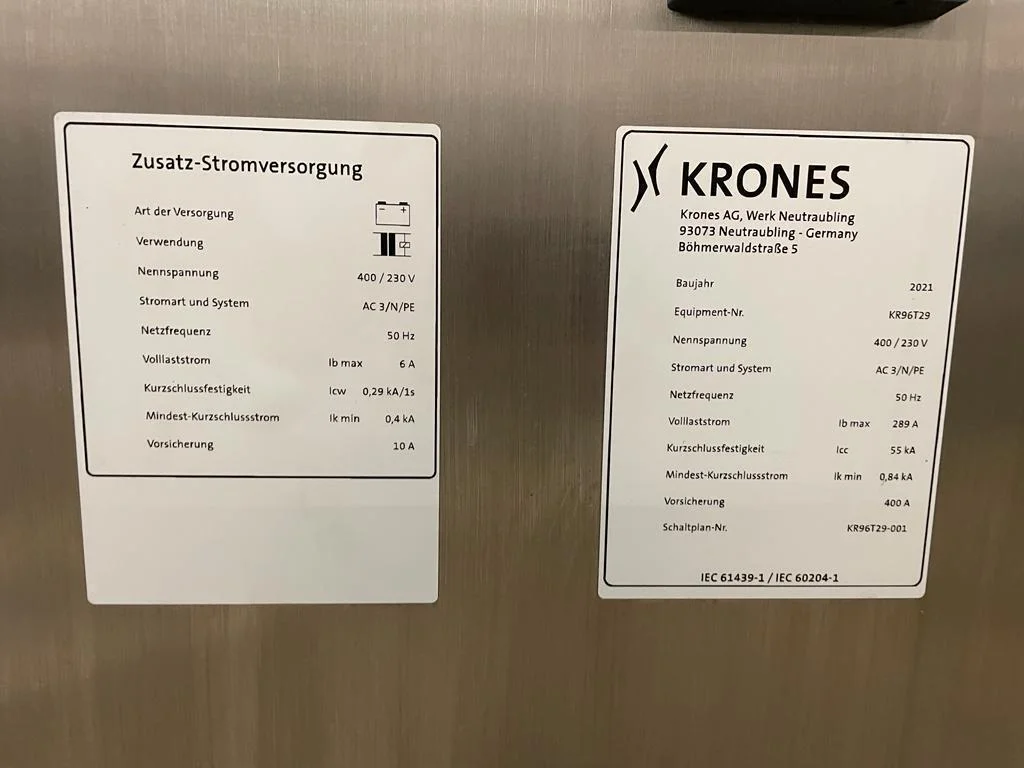 Zusatz-Stromversorgung
Art der Versorgung
Verwendung
Nennspannung 400 / 230 V
Stromart und System AC 3/N/PE
Netzfrequenz 50 Hz
Volllaststrom Ib max 6 A
Kurzschlussfestigkeit Icw 0,29 kA/1s
Mindest-Kurzschlussstrom Ik min 0,4 kA
Vorsicherung 10 A
KRONES
Krones AG, Werk Neutraubling
93073 Neutraubling - Germany
Böhmerwaldstraße 5
Baujahr 2021
Equipment-Nr. KR96T29
Nennspannung 400 / 230 V
Stromart und System AC 3/N/PE
Netzfrequenz 50 Hz
Volllaststrom Ib max 289 A
Kurzschlussfestigkeit Icc 55 kA
Mindest-Kurzschlussstrom Ik min 0,84 kA
Vorsicherung 400 A
Schaltplan-Nr. KR96T29-001
IEC 61439-1 / IEC 60204-1